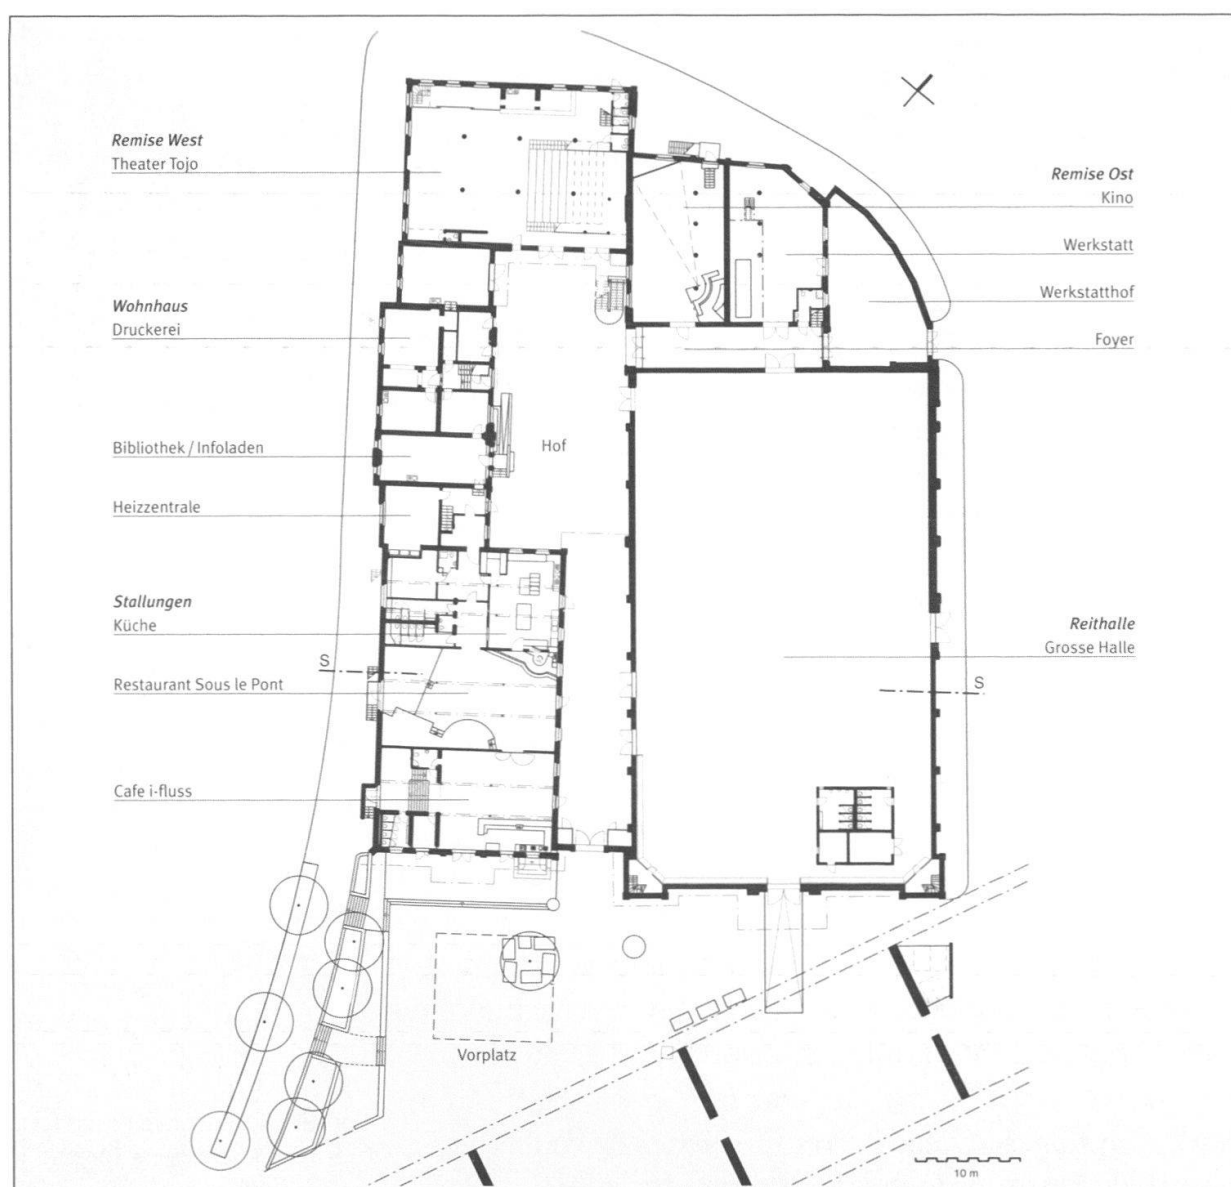 Remise West
Theater Tojo
Wohnhaus
Druckerei
Bibliothek / Infoladen
Heizzentrale
Stallungen
Küche
S
Restaurant Sous le Pont
Cafe i-fluss
Hof
Vorplatz
Remise Ost
Kino
Werkstatt
Werkstatthof
Foyer
Reithalle
Grosse Halle
S
10 m